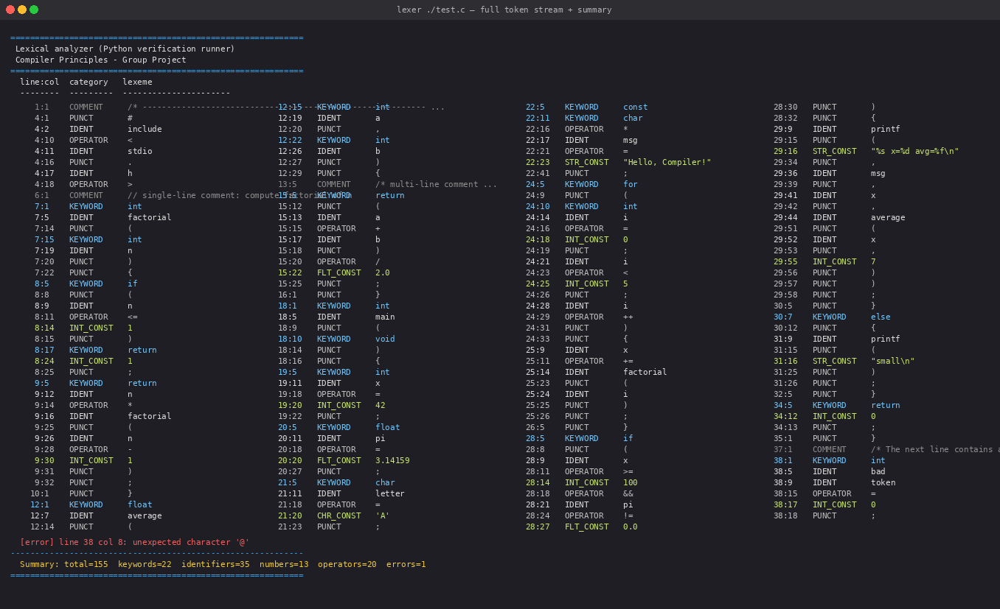 lexer ./test.c — full token stream + summary
============================================================
Lexical analyzer (Python verification runner)
Compiler Principles - Group Project
============================================================
line:col category lexeme
-------- --------- ----------------------
1:1 COMMENT /* ---------------------------------------------------------- ...
4:1 PUNCT #
4:2 IDENT include
4:10 OPERATOR <
4:11 IDENT stdio
4:16 PUNCT .
4:17 IDENT h
4:18 OPERATOR >
6:1 COMMENT // single-line comment: compute factorial of n
7:1 KEYWORD int
7:5 IDENT factorial
7:14 PUNCT (
7:15 KEYWORD int
7:19 IDENT n
7:20 PUNCT )
7:22 PUNCT {
8:5 KEYWORD if
8:8 PUNCT (
8:9 IDENT n
8:11 OPERATOR <=
8:14 INT_CONST 1
8:15 PUNCT )
8:17 KEYWORD return
8:24 INT_CONST 1
8:25 PUNCT ;
9:5 KEYWORD return
9:12 IDENT n
9:14 OPERATOR *
9:16 IDENT factorial
9:25 PUNCT (
9:26 IDENT n
9:28 OPERATOR -
9:30 INT_CONST 1
9:31 PUNCT )
9:32 PUNCT ;
10:1 PUNCT }
12:1 KEYWORD float
12:7 IDENT average
12:14 PUNCT (
12:15 KEYWORD int
12:19 IDENT a
12:20 PUNCT ,
12:22 KEYWORD int
12:26 IDENT b
12:27 PUNCT )
12:29 PUNCT {
13:5 COMMENT /* multi-line comment ...
15:5 KEYWORD return
15:12 PUNCT (
15:13 IDENT a
15:15 OPERATOR +
15:17 IDENT b
15:18 PUNCT )
15:20 OPERATOR /
15:22 FLT_CONST 2.0
15:25 PUNCT ;
16:1 PUNCT }
18:1 KEYWORD int
18:5 IDENT main
18:9 PUNCT (
18:10 KEYWORD void
18:14 PUNCT )
18:16 PUNCT {
19:5 KEYWORD int
19:11 IDENT x
19:18 OPERATOR =
19:20 INT_CONST 42
19:22 PUNCT ;
20:5 KEYWORD float
20:11 IDENT pi
20:18 OPERATOR =
20:20 FLT_CONST 3.14159
20:27 PUNCT ;
21:5 KEYWORD char
21:11 IDENT letter
21:18 OPERATOR =
21:20 CHR_CONST 'A'
21:23 PUNCT ;
22:5 KEYWORD const
22:11 KEYWORD char
22:16 OPERATOR *
22:17 IDENT msg
22:21 OPERATOR =
22:23 STR_CONST "Hello, Compiler!"
22:41 PUNCT ;
24:5 KEYWORD for
24:9 PUNCT (
24:10 KEYWORD int
24:14 IDENT i
24:16 OPERATOR =
24:18 INT_CONST 0
24:19 PUNCT ;
24:21 IDENT i
24:23 OPERATOR <
24:25 INT_CONST 5
24:26 PUNCT ;
24:28 IDENT i
24:29 OPERATOR ++
24:31 PUNCT )
24:33 PUNCT {
25:9 IDENT x
25:11 OPERATOR +=
25:14 IDENT factorial
25:23 PUNCT (
25:24 IDENT i
25:25 PUNCT )
25:26 PUNCT ;
26:5 PUNCT }
28:5 KEYWORD if
28:8 PUNCT (
28:9 IDENT x
28:11 OPERATOR >=
28:14 INT_CONST 100
28:18 OPERATOR &&
28:21 IDENT pi
28:24 OPERATOR !=
28:27 FLT_CONST 0.0
28:30 PUNCT )
28:32 PUNCT {
29:9 IDENT printf
29:15 PUNCT (
29:16 STR_CONST "%s x=%d avg=%f\n"
29:34 PUNCT ,
29:36 IDENT msg
29:39 PUNCT ,
29:41 IDENT x
29:42 PUNCT ,
29:44 IDENT average
29:51 PUNCT (
29:52 IDENT x
29:53 PUNCT ,
29:55 INT_CONST 7
29:56 PUNCT )
29:57 PUNCT )
29:58 PUNCT ;
30:5 PUNCT }
30:7 KEYWORD else
30:12 PUNCT {
31:9 IDENT printf
31:15 PUNCT (
31:16 STR_CONST "small\n"
31:25 PUNCT )
31:26 PUNCT ;
32:5 PUNCT }
34:5 KEYWORD return
34:12 INT_CONST 0
34:13 PUNCT ;
35:1 PUNCT }
37:1 COMMENT /* The next line contains a
38:1 KEYWORD int
38:5 IDENT bad
38:9 IDENT token
38:15 OPERATOR =
38:17 INT_CONST 0
38:18 PUNCT ;
[error] line 38 col 8: unexpected character '@'
------------------------------------------------------------
Summary: total=155 keywords=22 identifiers=35 numbers=13 operators=20 errors=1
============================================================